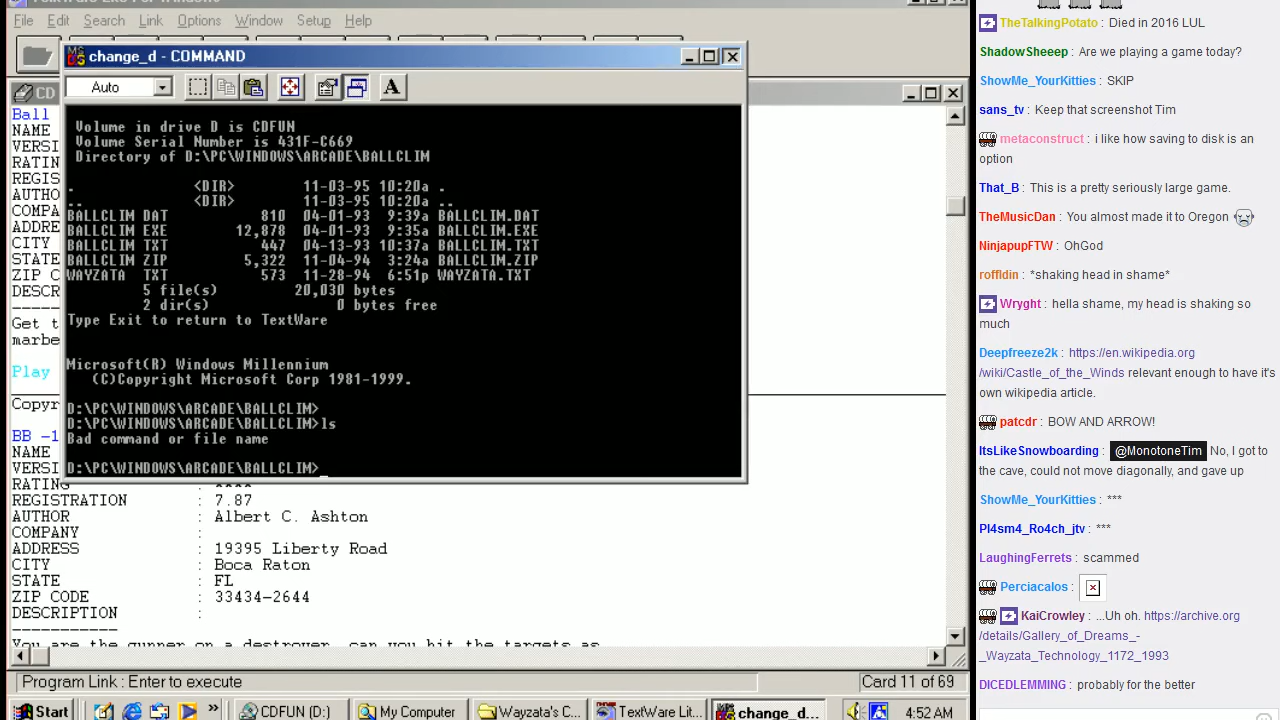 File Edit Search Link Options Window Setup Help
change_d - COMMAND
Auto
A
Volume in drive D is CDFUN
Volume Serial Number is 431F-C669
Directory of D:\PC\WINDOWS\ARCADE\BALLCLIM
. <DIR> 11-03-95 10:20a .
.. <DIR> 11-03-95 10:20a ..
BALLCLIM DAT 810 04-01-93 9:39a BALLCLIM.DAT
BALLCLIM EXE 12,878 04-01-93 9:35a BALLCLIM.EXE
BALLCLIM TXT 447 04-13-93 10:37a BALLCLIM.TXT
BALLCLIM ZIP 5,322 11-04-94 3:24a BALLCLIM.ZIP
WAYZATA TXT 573 11-28-94 6:51p WAYZATA.TXT
5 file(s) 20,030 bytes
2 dir(s) 0 bytes free
Type Exit to return to TextWare
Microsoft(R) Windows Millennium
(C)Copyright Microsoft Corp 1981-1999.
D:\PC\WINDOWS\ARCADE\BALLCLIM>
D:\PC\WINDOWS\ARCADE\BALLCLIM>ls
Bad command or file name
D:\PC\WINDOWS\ARCADE\BALLCLIM>_
CD
Ball
NAME
VERSI
RATIN
REGIS
AUTHO
COMPA
ADDRE
CITY
STATE
ZIP C
DESCR
-----
Get t
marbe
Play
Copyr
BB -1
NAME
VERSI
RATING : ****
REGISTRATION : 7.87
AUTHOR : Albert C. Ashton
COMPANY :
ADDRESS : 19395 Liberty Road
CITY : Boca Raton
STATE : FL
ZIP CODE : 33434-2644
DESCRIPTION :
-----------
You are the gunner on a destroyer, can you hit the targets as
Program Link : Enter to execute
Card 11 of 69
Start
»
CDFUN (D:)
My Computer
Wayzata's C...
TextWare Lit...
change_d...
4:52 AM
TheTalkingPotato: Died in 2016 LUL
ShadowSheeep: Are we playing a game today?
ShowMe_YourKitties: SKIP
sans_tv: Keep that screenshot Tim
metaconstruct: i like how saving to disk is an
option
That_B: This is a pretty seriously large game.
TheMusicDan: You almost made it to Oregon
NinjapupFTW: OhGod
roffldin: *shaking head in shame*
Wryght: hella shame, my head is shaking so
much
Deepfreeze2k: https://en.wikipedia.org
/wiki/Castle_of_the_Winds relevant enough to have it's
own wikipedia article.
patcdr: BOW AND ARROW!
ItsLikeSnowboarding: @MonotoneTim No, I got to
the cave, could not move diagonally, and gave up
ShowMe_YourKitties: ***
Pl4sm4_Ro4ch_jtv: ***
LaughingFerrets: scammed
Perciacalos:
KaiCrowley: ...Uh oh. https://archive.org
/details/Gallery_of_Dreams_-
_Wayzata_Technology_1172_1993
DICEDLEMMING: probably for the better